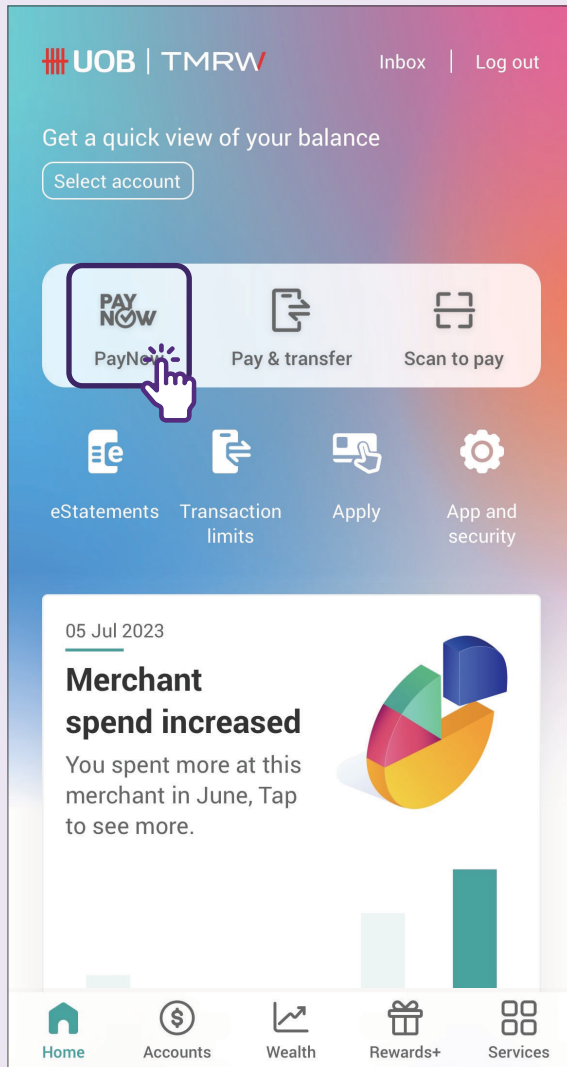 UOB | TMRW
Inbox | Log out
Get a quick view of your balance
Select account
PAY
NOW
PayNow
Pay & transfer
Scan to pay
e
eStatements
Transaction
limits
Apply
App and
security
05 Jul 2023
Merchant
spend increased
You spent more at this
merchant in June, Tap
to see more.
$
Home
Accounts
Wealth
Rewards+
Services